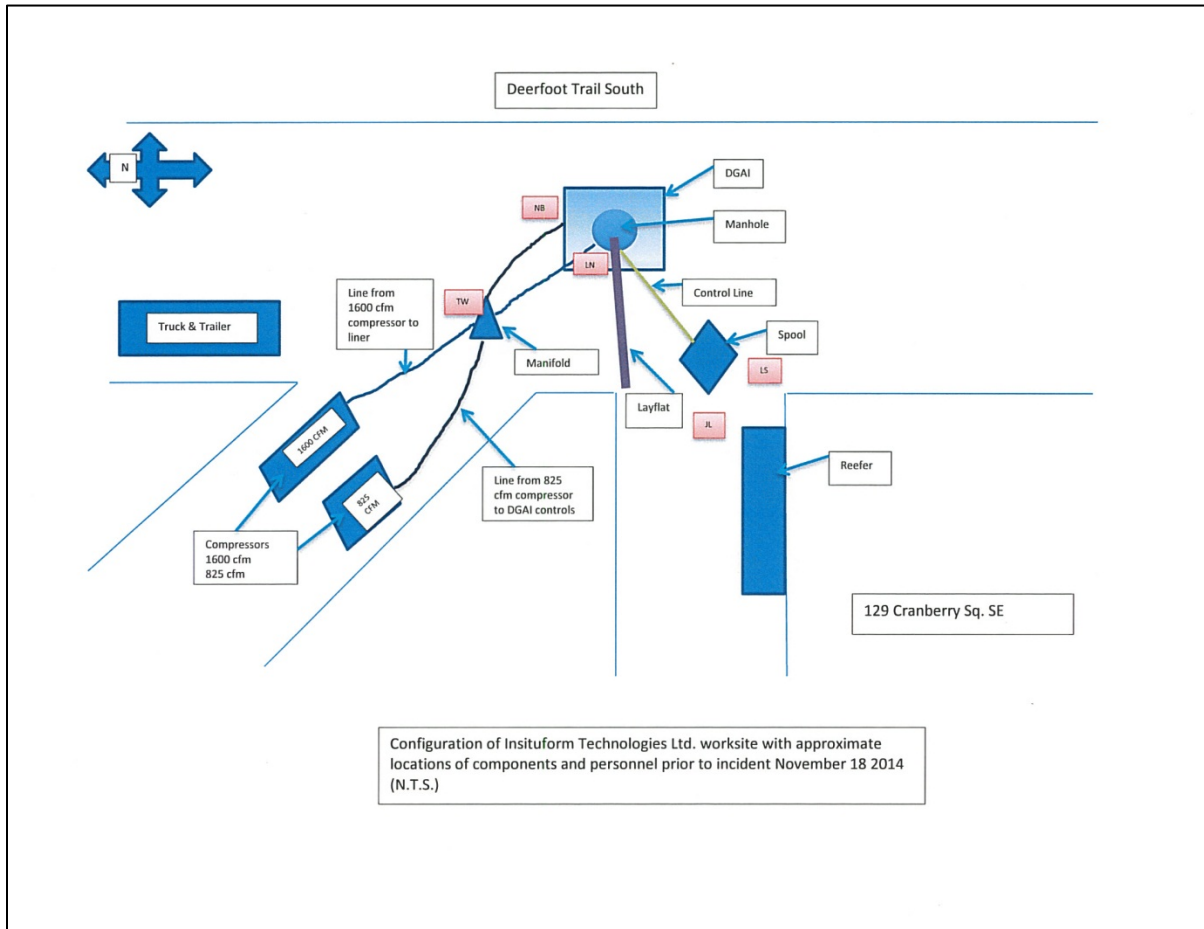 Deerfoot Trail South
N
DGAI
NB
Manhole
LN
Line from
1600 cfm
compressor to
liner
Control Line
TW
Truck & Trailer
Spool
Manifold
LS
Layflat
JL
1600 CFM
Reefer
Line from 825
cfm compressor
to DGAI controls
825
CFM
Compressors
1600 cfm
825 cfm
129 Cranberry Sq. SE
Configuration of Insituform Technologies Ltd. worksite with approximate
locations of components and personnel prior to incident November 18 2014
(N.T.S.)